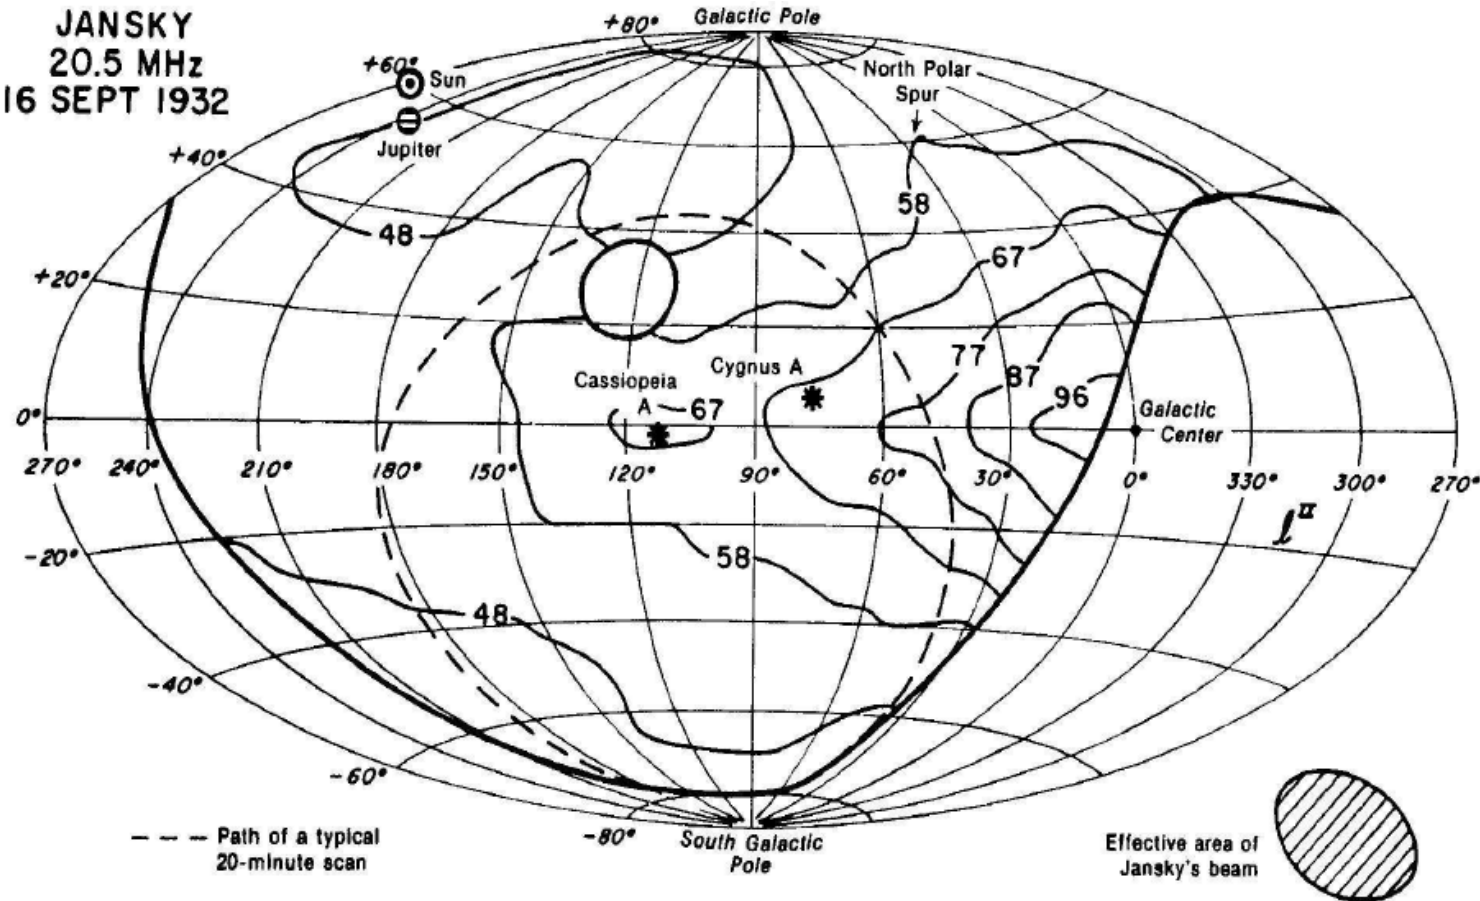 JANSKY
20.5 MHz
16 SEPT 1932
Galactic Pole
+80°
+60°
Sun
Jupiter
North Polar
Spur
+40°
48
58
67
+20°
77
87
96
Cassiopeia
A
67
Cygnus A
Galactic
Center
0°
270° 240° 210° 180° 150° 120° 90° 60° 30° 0° 330° 300° 270°
ℓ^II
-20°
58
48
-40°
-60°
-80°
South Galactic
Pole
– – – Path of a typical
20-minute scan
Effective area of
Jansky's beam